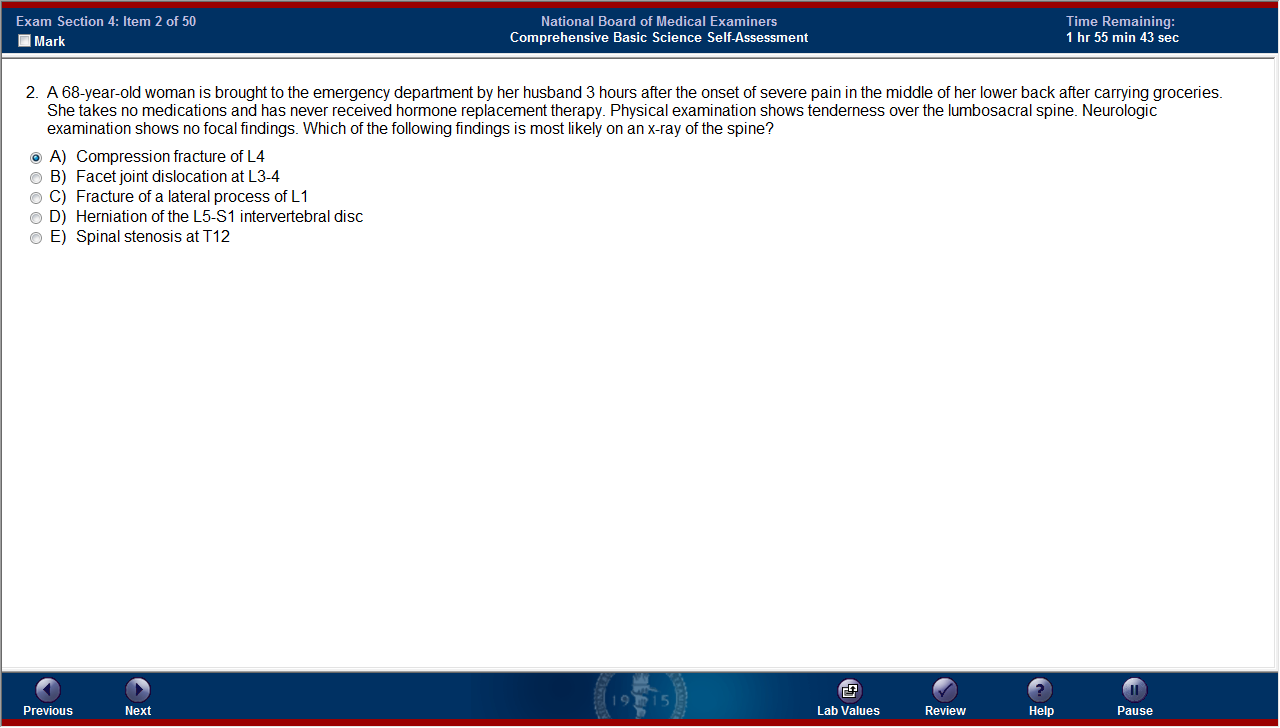 Exam Section 4: Item 2 of 50
National Board of Medical Examiners
Time Remaining:
Mark
Comprehensive Basic Science Self-Assessment
1 hr 55 min 43 sec
2. A 68-year-old woman is brought to the emergency department by her husband 3 hours after the onset of severe pain in the middle of her lower back after carrying groceries.
She takes no medications and has never received hormone replacement therapy. Physical examination shows tenderness over the lumbosacral spine. Neurologic
examination shows no focal findings. Which of the following findings is most likely on an x-ray of the spine?
A) Compression fracture of L4
B) Facet joint dislocation at L3-4
C) Fracture of a lateral process of L1
D) Herniation of the L5-S1 intervertebral disc
E) Spinal stenosis at T12
19 15
Previous
Next
Lab Values
Review
Help
Pause